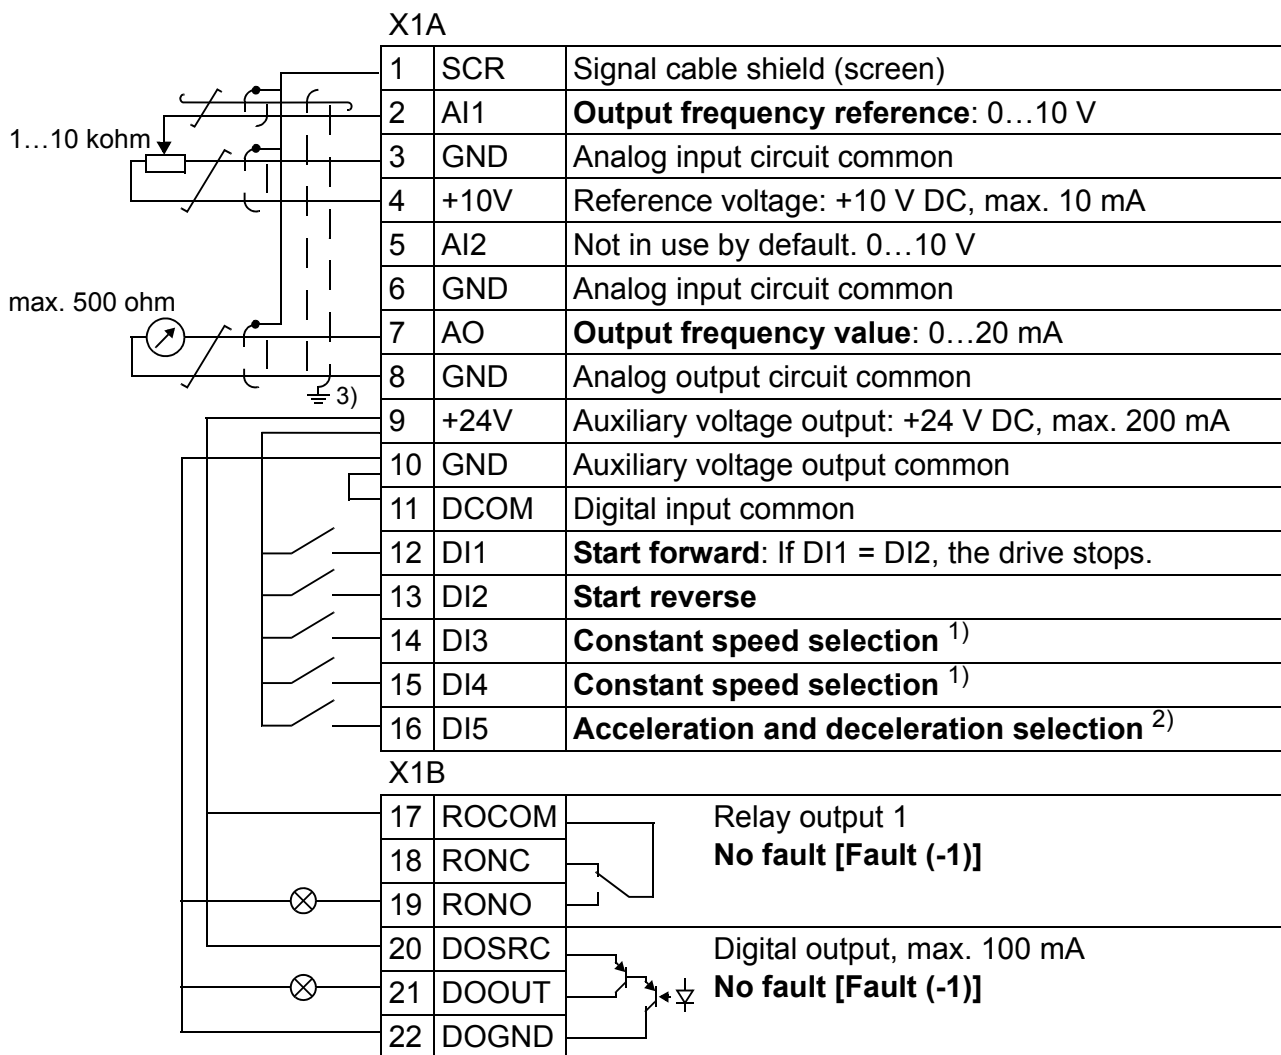 X1A
1 SCR Signal cable shield (screen)
2 AI1 Output frequency reference: 0…10 V
1…10 kohm
3 GND Analog input circuit common
4 +10V Reference voltage: +10 V DC, max. 10 mA
5 AI2 Not in use by default. 0…10 V
6 GND Analog input circuit common
max. 500 ohm
7 AO Output frequency value: 0…20 mA
8 GND Analog output circuit common
3)
9 +24V Auxiliary voltage output: +24 V DC, max. 200 mA
10 GND Auxiliary voltage output common
11 DCOM Digital input common
12 DI1 Start forward: If DI1 = DI2, the drive stops.
13 DI2 Start reverse
14 DI3 Constant speed selection 1)
15 DI4 Constant speed selection 1)
16 DI5 Acceleration and deceleration selection 2)
X1B
17 ROCOM Relay output 1
18 RONC No fault [Fault (-1)]
19 RONO
20 DOSRC Digital output, max. 100 mA
21 DOOUT No fault [Fault (-1)]
22 DOGND